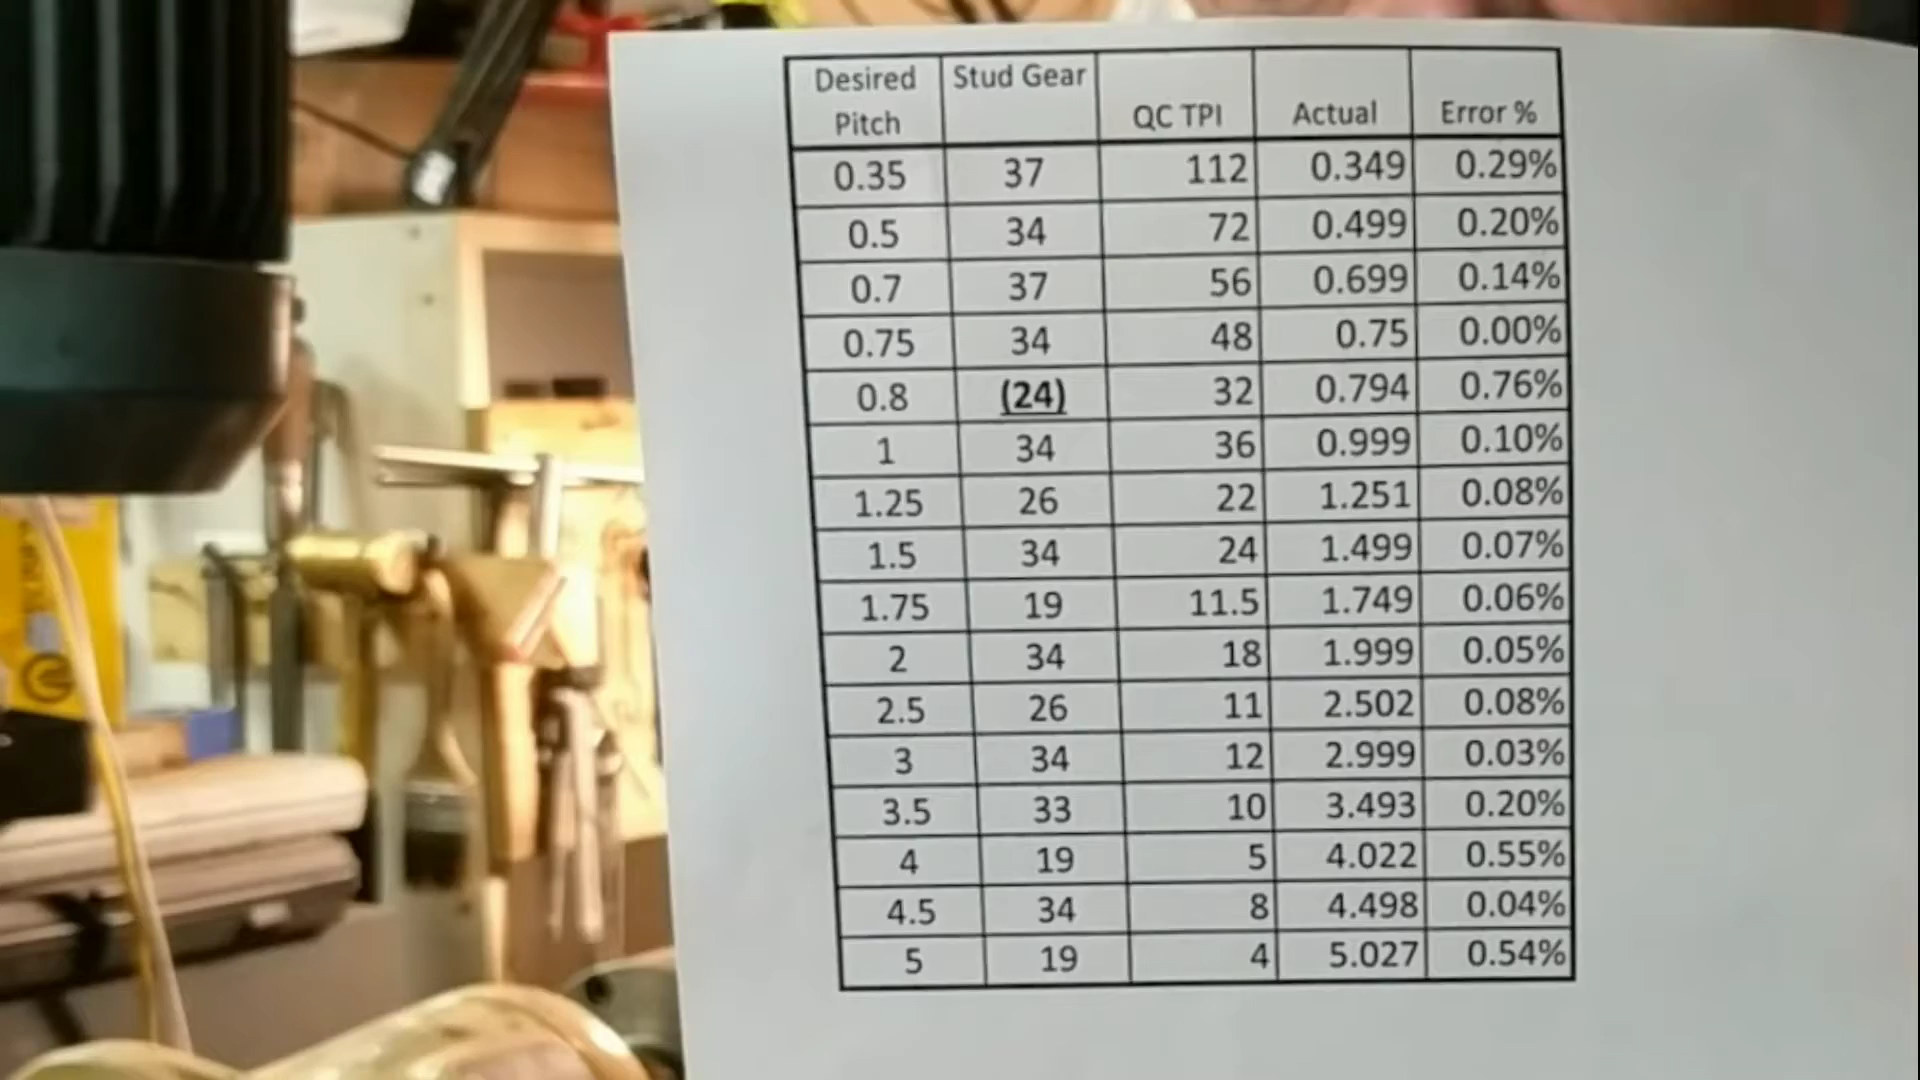 Desired Pitch Stud Gear QC TPI Actual Error %
0.35 37 112 0.349 0.29%
0.5 34 72 0.499 0.20%
0.7 37 56 0.699 0.14%
0.75 34 48 0.75 0.00%
0.8 (24) 32 0.794 0.76%
1 34 36 0.999 0.10%
1.25 26 22 1.251 0.08%
1.5 34 24 1.499 0.07%
1.75 19 11.5 1.749 0.06%
2 34 18 1.999 0.05%
2.5 26 11 2.502 0.08%
3 34 12 2.999 0.03%
3.5 33 10 3.493 0.20%
4 19 5 4.022 0.55%
4.5 34 8 4.498 0.04%
5 19 4 5.027 0.54%